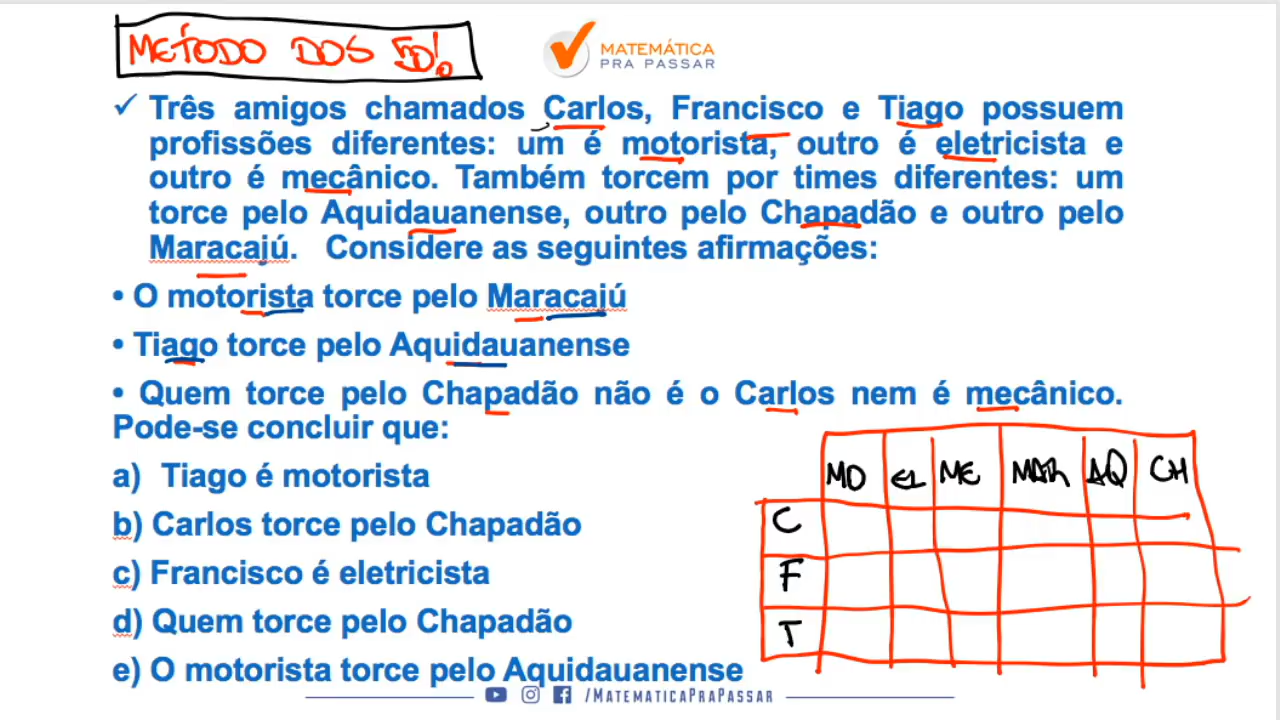 METÓDO DOS 50!
MATEMÁTICA
PRA PASSAR
✓ Três amigos chamados Carlos, Francisco e Tiago possuem
profissões diferentes: um é motorista, outro é eletricista e
outro é mecânico. Também torcem por times diferentes: um
torce pelo Aquidauanense, outro pelo Chapadão e outro pelo
Maracajú. Considere as seguintes afirmações:
• O motorista torce pelo Maracajú
• Tiago torce pelo Aquidauanense
• Quem torce pelo Chapadão não é o Carlos nem é mecânico.
Pode-se concluir que:
a) Tiago é motorista
b) Carlos torce pelo Chapadão
c) Francisco é eletricista
d) Quem torce pelo Chapadão
e) O motorista torce pelo Aquidauanense
MO EL ME MAR AQ CH
C
F
T
/MatematicaPraPassar